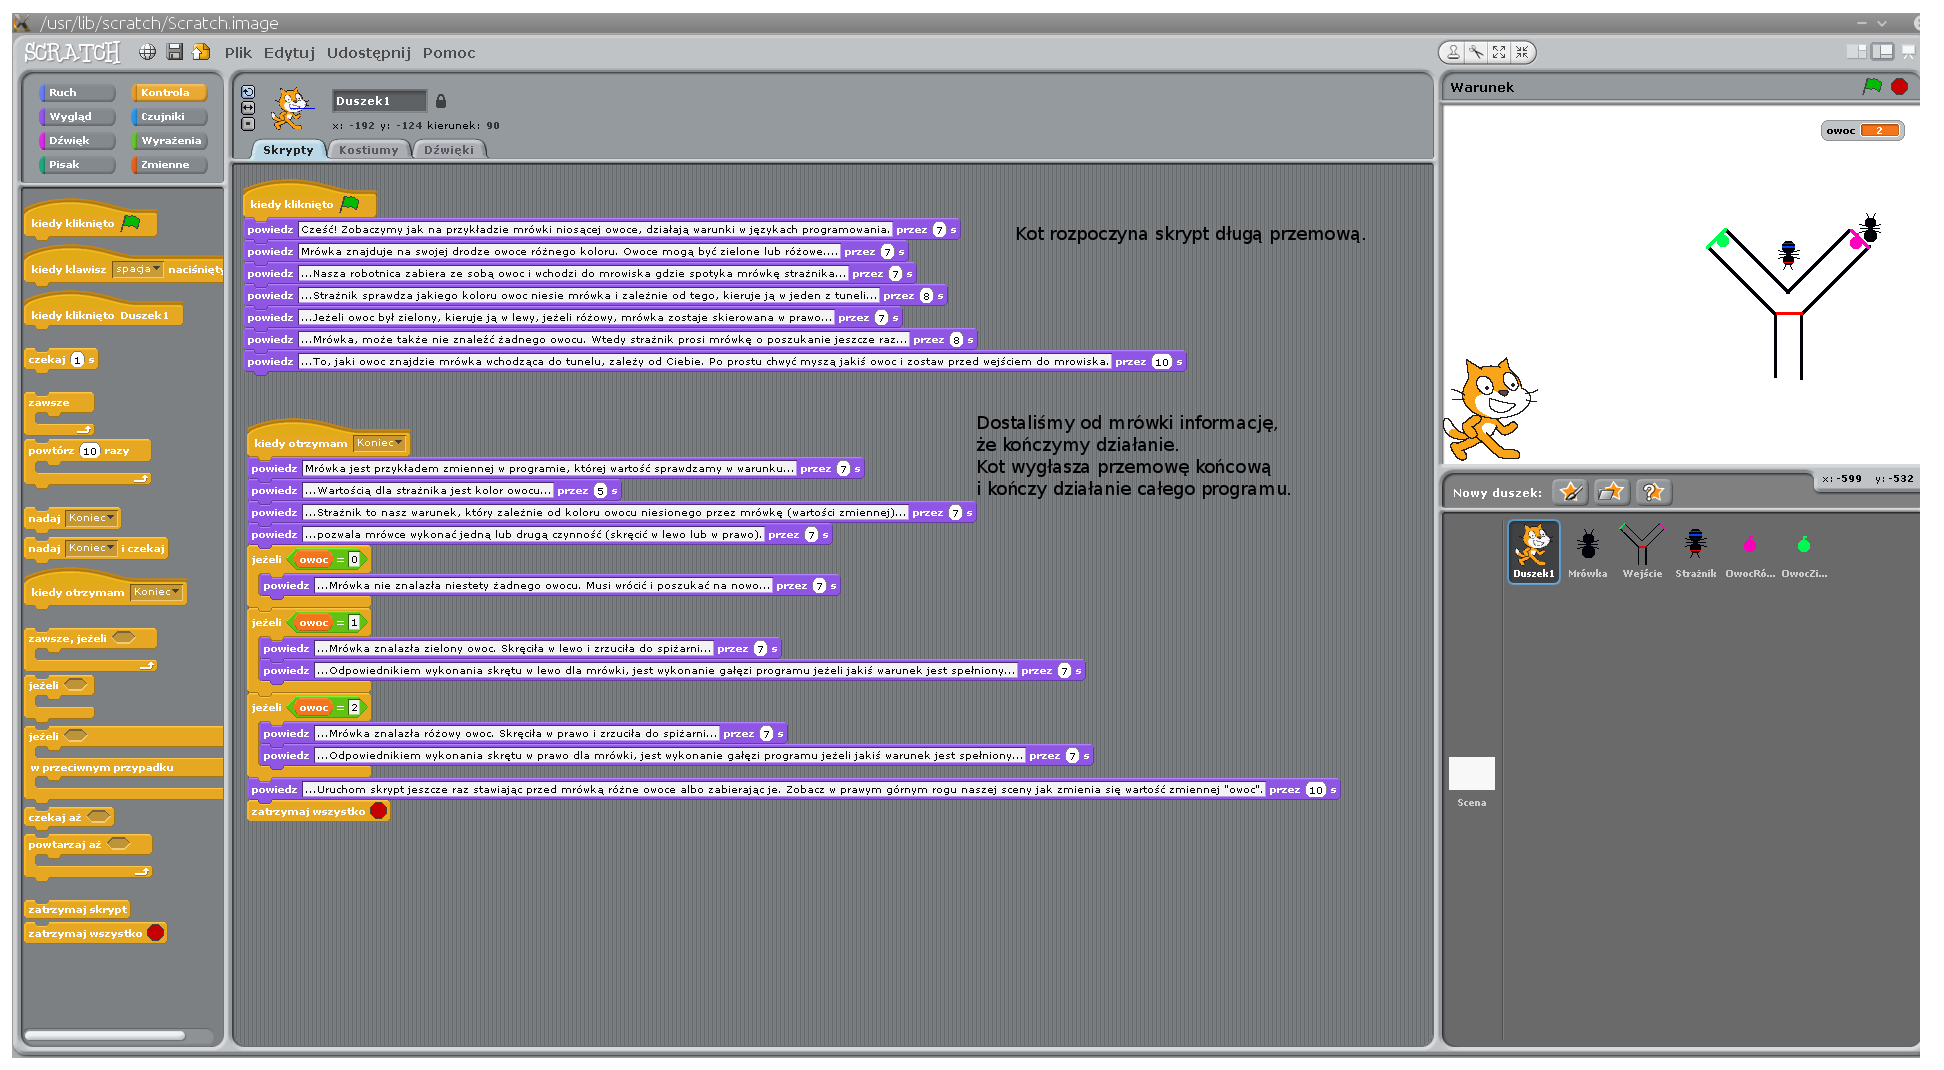 /usr/lib/scratch/Scratch.image
SCRATCH Plik Edytuj Udostępnij Pomoc
Ruch Kontrola
Wygląd Czujniki
Dźwięk Wyrażenia
Pisak Zmienne
kiedy kliknięto
kiedy klawisz spacja naciśnięty
kiedy kliknięto Duszek1
czekaj 1 s
zawsze
powtórz 10 razy
nadaj Koniec
nadaj Koniec i czekaj
kiedy otrzymam Koniec
zawsze, jeżeli
jeżeli
jeżeli
w przeciwnym przypadku
czekaj aż
powtarzaj aż
zatrzymaj skrypt
zatrzymaj wszystko
Duszek1
x: -192 y: -124 kierunek: 90
Skrypty Kostiumy Dźwięki
kiedy kliknięto
powiedz Cześć! Zobaczymy jak na przykładzie mrówki niosącej owoce, działają warunki w językach programowania. przez 7 s
powiedz Mrówka znajduje na swojej drodze owoce różnego koloru. Owoce mogą być zielone lub różowe.... przez 7 s
powiedz ...Nasza robotnica zabiera ze sobą owoc i wchodzi do mrowiska gdzie spotyka mrówkę strażnika... przez 7 s
powiedz ...Strażnik sprawdza jakiego koloru owoc niesie mrówka i zależnie od tego, kieruje ją w jeden z tuneli... przez 8 s
powiedz ...Jeżeli owoc był zielony, kieruje ją w lewy, jeżeli różowy, mrówka zostaje skierowana w prawo... przez 7 s
powiedz ...Mrówka, może także nie znaleźć żadnego owocu. Wtedy strażnik prosi mrówkę o poszukanie jeszcze raz... przez 8 s
powiedz ...To, jaki owoc znajdzie mrówka wchodząca do tunelu, zależy od Ciebie. Po prostu chwyć myszą jakiś owoc i zostaw przed wejściem do mrowiska. przez 10 s
Kot rozpoczyna skrypt długą przemową.
kiedy otrzymam Koniec
powiedz Mrówka jest przykładem zmiennej w programie, której wartość sprawdzamy w warunku... przez 7 s
powiedz ...Wartością dla strażnika jest kolor owocu... przez 5 s
powiedz ...Strażnik to nasz warunek, który zależnie od koloru owocu niesionego przez mrówkę (wartości zmiennej)... przez 7 s
powiedz ...pozwala mrówce wykonać jedną lub drugą czynność (skręcić w lewo lub w prawo). przez 7 s
jeżeli owoc = 0
powiedz ...Mrówka nie znalazła niestety żadnego owocu. Musi wrócić i poszukać na nowo... przez 7 s
jeżeli owoc = 1
powiedz ...Mrówka znalazła zielony owoc. Skręciła w lewo i zrzuciła do spiżarni... przez 7 s
powiedz ...Odpowiednikiem wykonania skrętu w lewo dla mrówki, jest wykonanie gałęzi programu jeżeli jakiś warunek jest spełniony... przez 7 s
jeżeli owoc = 2
powiedz ...Mrówka znalazła różowy owoc. Skręciła w prawo i zrzuciła do spiżarni... przez 7 s
powiedz ...Odpowiednikiem wykonania skrętu w prawo dla mrówki, jest wykonanie gałęzi programu jeżeli jakiś warunek jest spełniony... przez 7 s
powiedz ...Uruchom skrypt jeszcze raz stawiając przed mrówką różne owoce albo zabierając je. Zobacz w prawym górnym rogu naszej sceny jak zmienia się wartość zmiennej "owoc". przez 10 s
zatrzymaj wszystko
Dostaliśmy od mrówki informację,
że kończymy działanie.
Kot wygłasza przemowę końcową
i kończy działanie całego programu.
Warunek
owoc 2
x: -599 y: -532
Nowy duszek:
Duszek1 Mrówka Wejście Strażnik OwocRó... OwocZi...
Scena